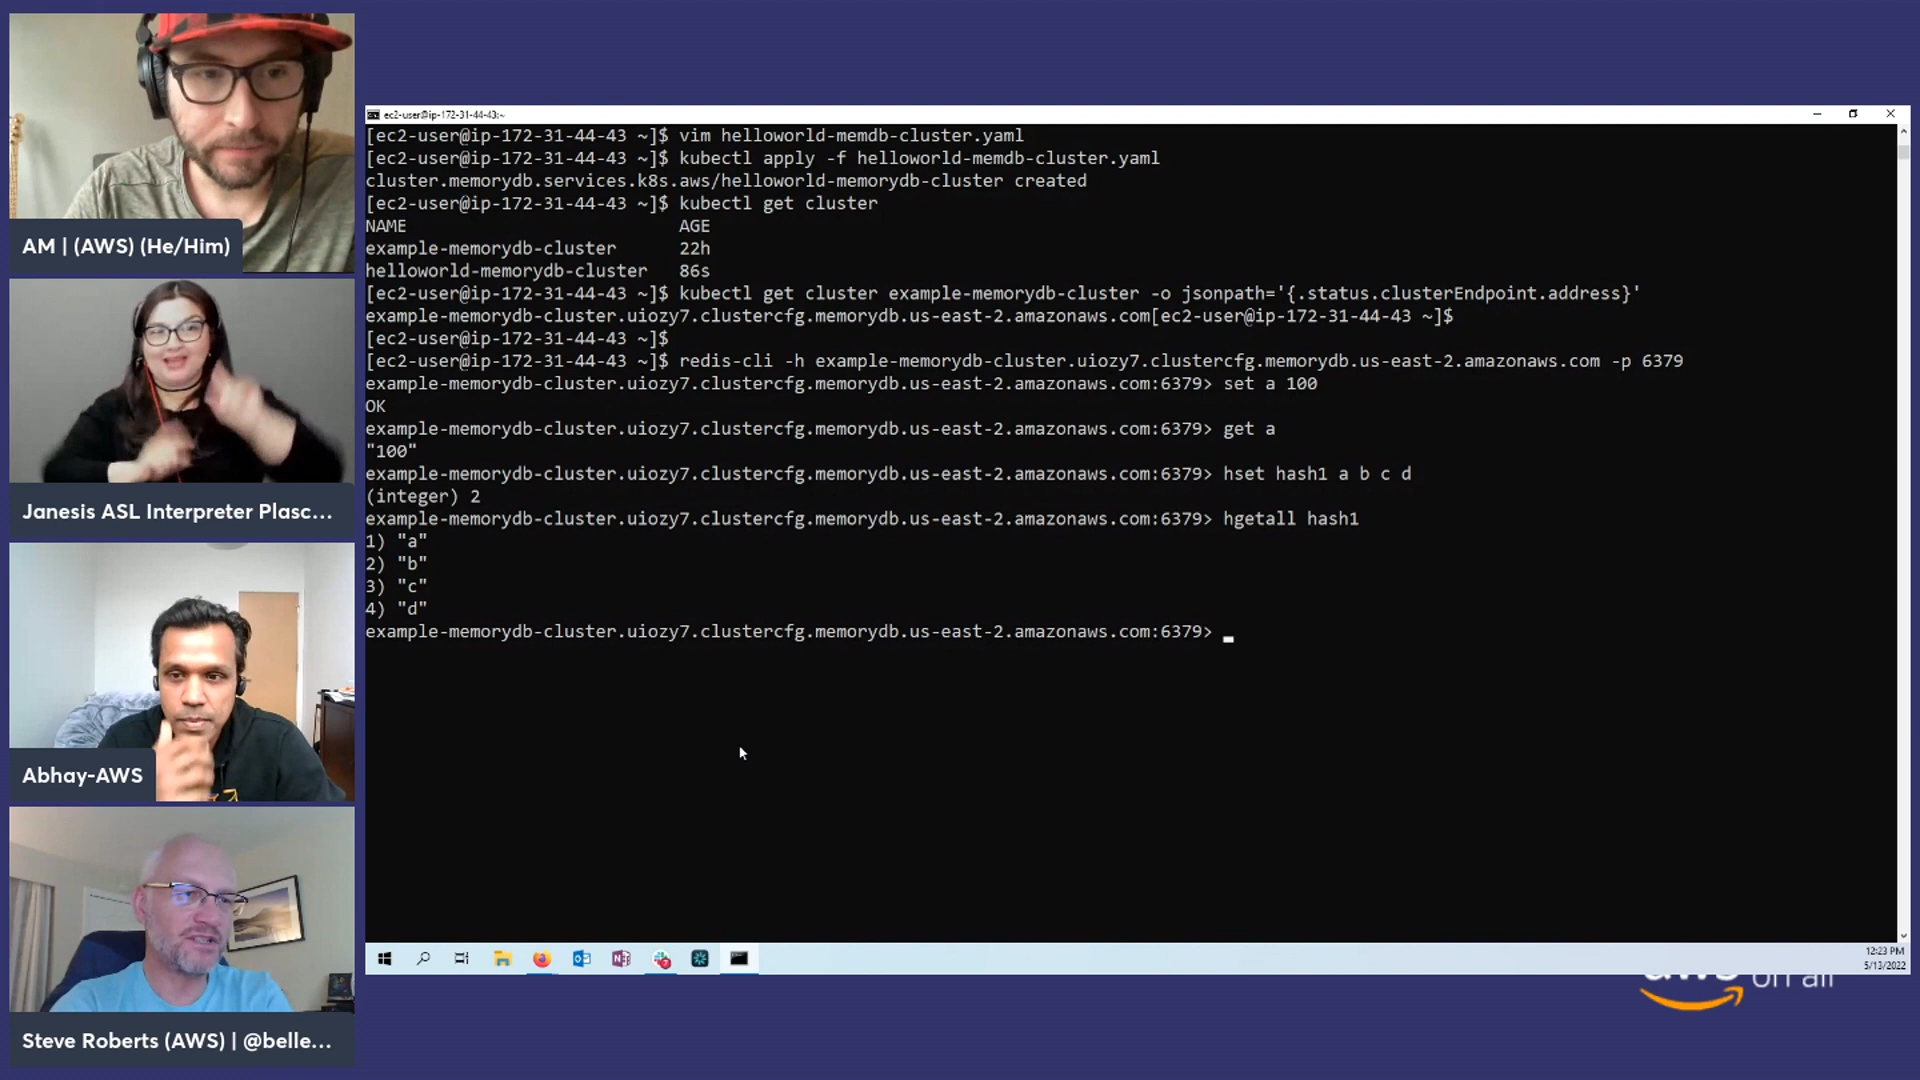 AM | (AWS) (He/Him)
Janesis ASL Interpreter Plasc...
Abhay-AWS
Steve Roberts (AWS) | @belle...
ec2-user@ip-172-31-44-43:~
[ec2-user@ip-172-31-44-43 ~]$ vim helloworld-memdb-cluster.yaml
[ec2-user@ip-172-31-44-43 ~]$ kubectl apply -f helloworld-memdb-cluster.yaml
cluster.memorydb.services.k8s.aws/helloworld-memorydb-cluster created
[ec2-user@ip-172-31-44-43 ~]$ kubectl get cluster
NAME AGE
example-memorydb-cluster 22h
helloworld-memorydb-cluster 86s
[ec2-user@ip-172-31-44-43 ~]$ kubectl get cluster example-memorydb-cluster -o jsonpath='{.status.clusterEndpoint.address}'
example-memorydb-cluster.uiozy7.clustercfg.memorydb.us-east-2.amazonaws.com[ec2-user@ip-172-31-44-43 ~]$
[ec2-user@ip-172-31-44-43 ~]$
[ec2-user@ip-172-31-44-43 ~]$ redis-cli -h example-memorydb-cluster.uiozy7.clustercfg.memorydb.us-east-2.amazonaws.com -p 6379
example-memorydb-cluster.uiozy7.clustercfg.memorydb.us-east-2.amazonaws.com:6379> set a 100
OK
example-memorydb-cluster.uiozy7.clustercfg.memorydb.us-east-2.amazonaws.com:6379> get a
"100"
example-memorydb-cluster.uiozy7.clustercfg.memorydb.us-east-2.amazonaws.com:6379> hset hash1 a b c d
(integer) 2
example-memorydb-cluster.uiozy7.clustercfg.memorydb.us-east-2.amazonaws.com:6379> hgetall hash1
1) "a"
2) "b"
3) "c"
4) "d"
example-memorydb-cluster.uiozy7.clustercfg.memorydb.us-east-2.amazonaws.com:6379>
12:23 PM
5/13/2022
aws on air